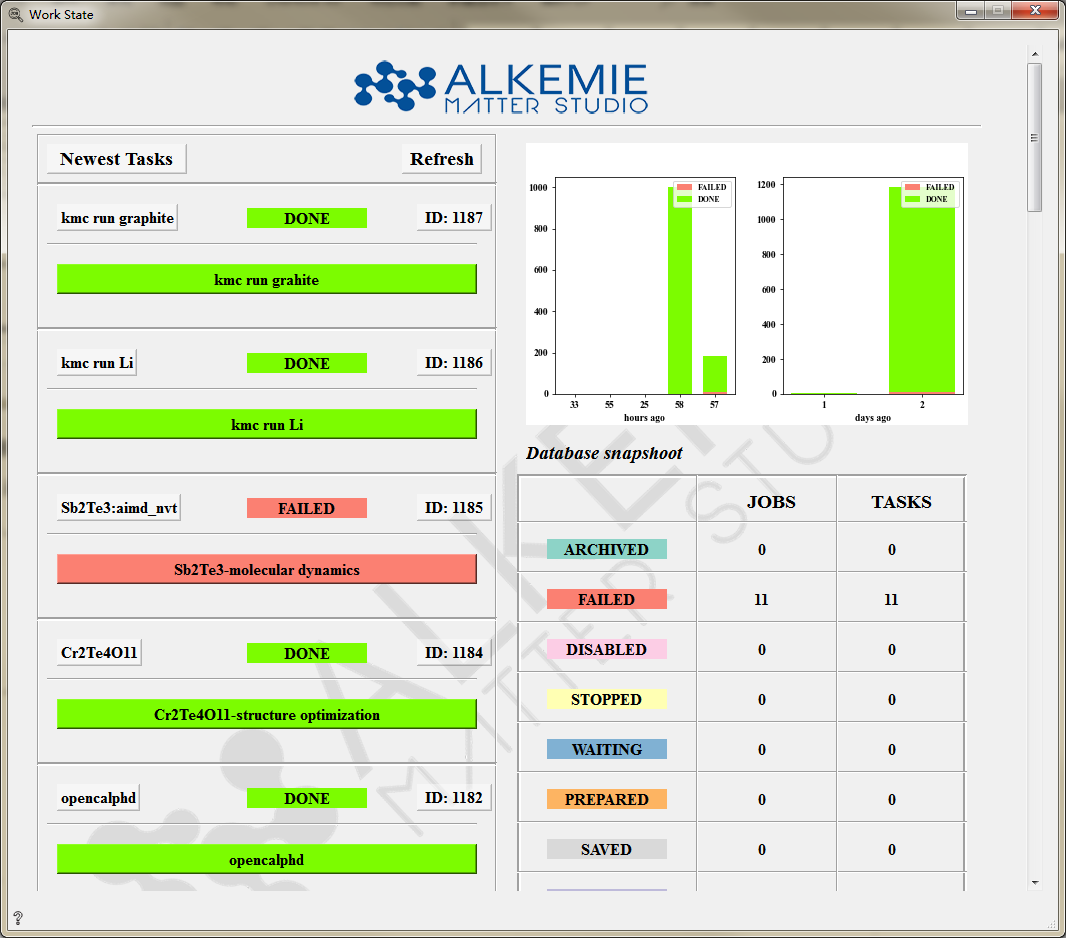 Work State
ALKEMIE
MATTER STUDIO
Newest Tasks
Refresh
kmc run graphite
DONE
ID: 1187
kmc run grahite
kmc run Li
DONE
ID: 1186
kmc run Li
Sb2Te3:aimd_nvt
FAILED
ID: 1185
Sb2Te3-molecular dynamics
Cr2Te4O11
DONE
ID: 1184
Cr2Te4O11-structure optimization
opencalphd
DONE
ID: 1182
opencalphd
FAILED
DONE
1000
800
600
400
200
0
33 55 25 58 57
hours ago
FAILED
DONE
1200
1000
800
600
400
200
0
1 2
days ago
Database snapshoot
JOBS TASKS
ARCHIVED 0 0
FAILED 11 11
DISABLED 0 0
STOPPED 0 0
WAITING 0 0
PREPARED 0 0
SAVED 0 0
?